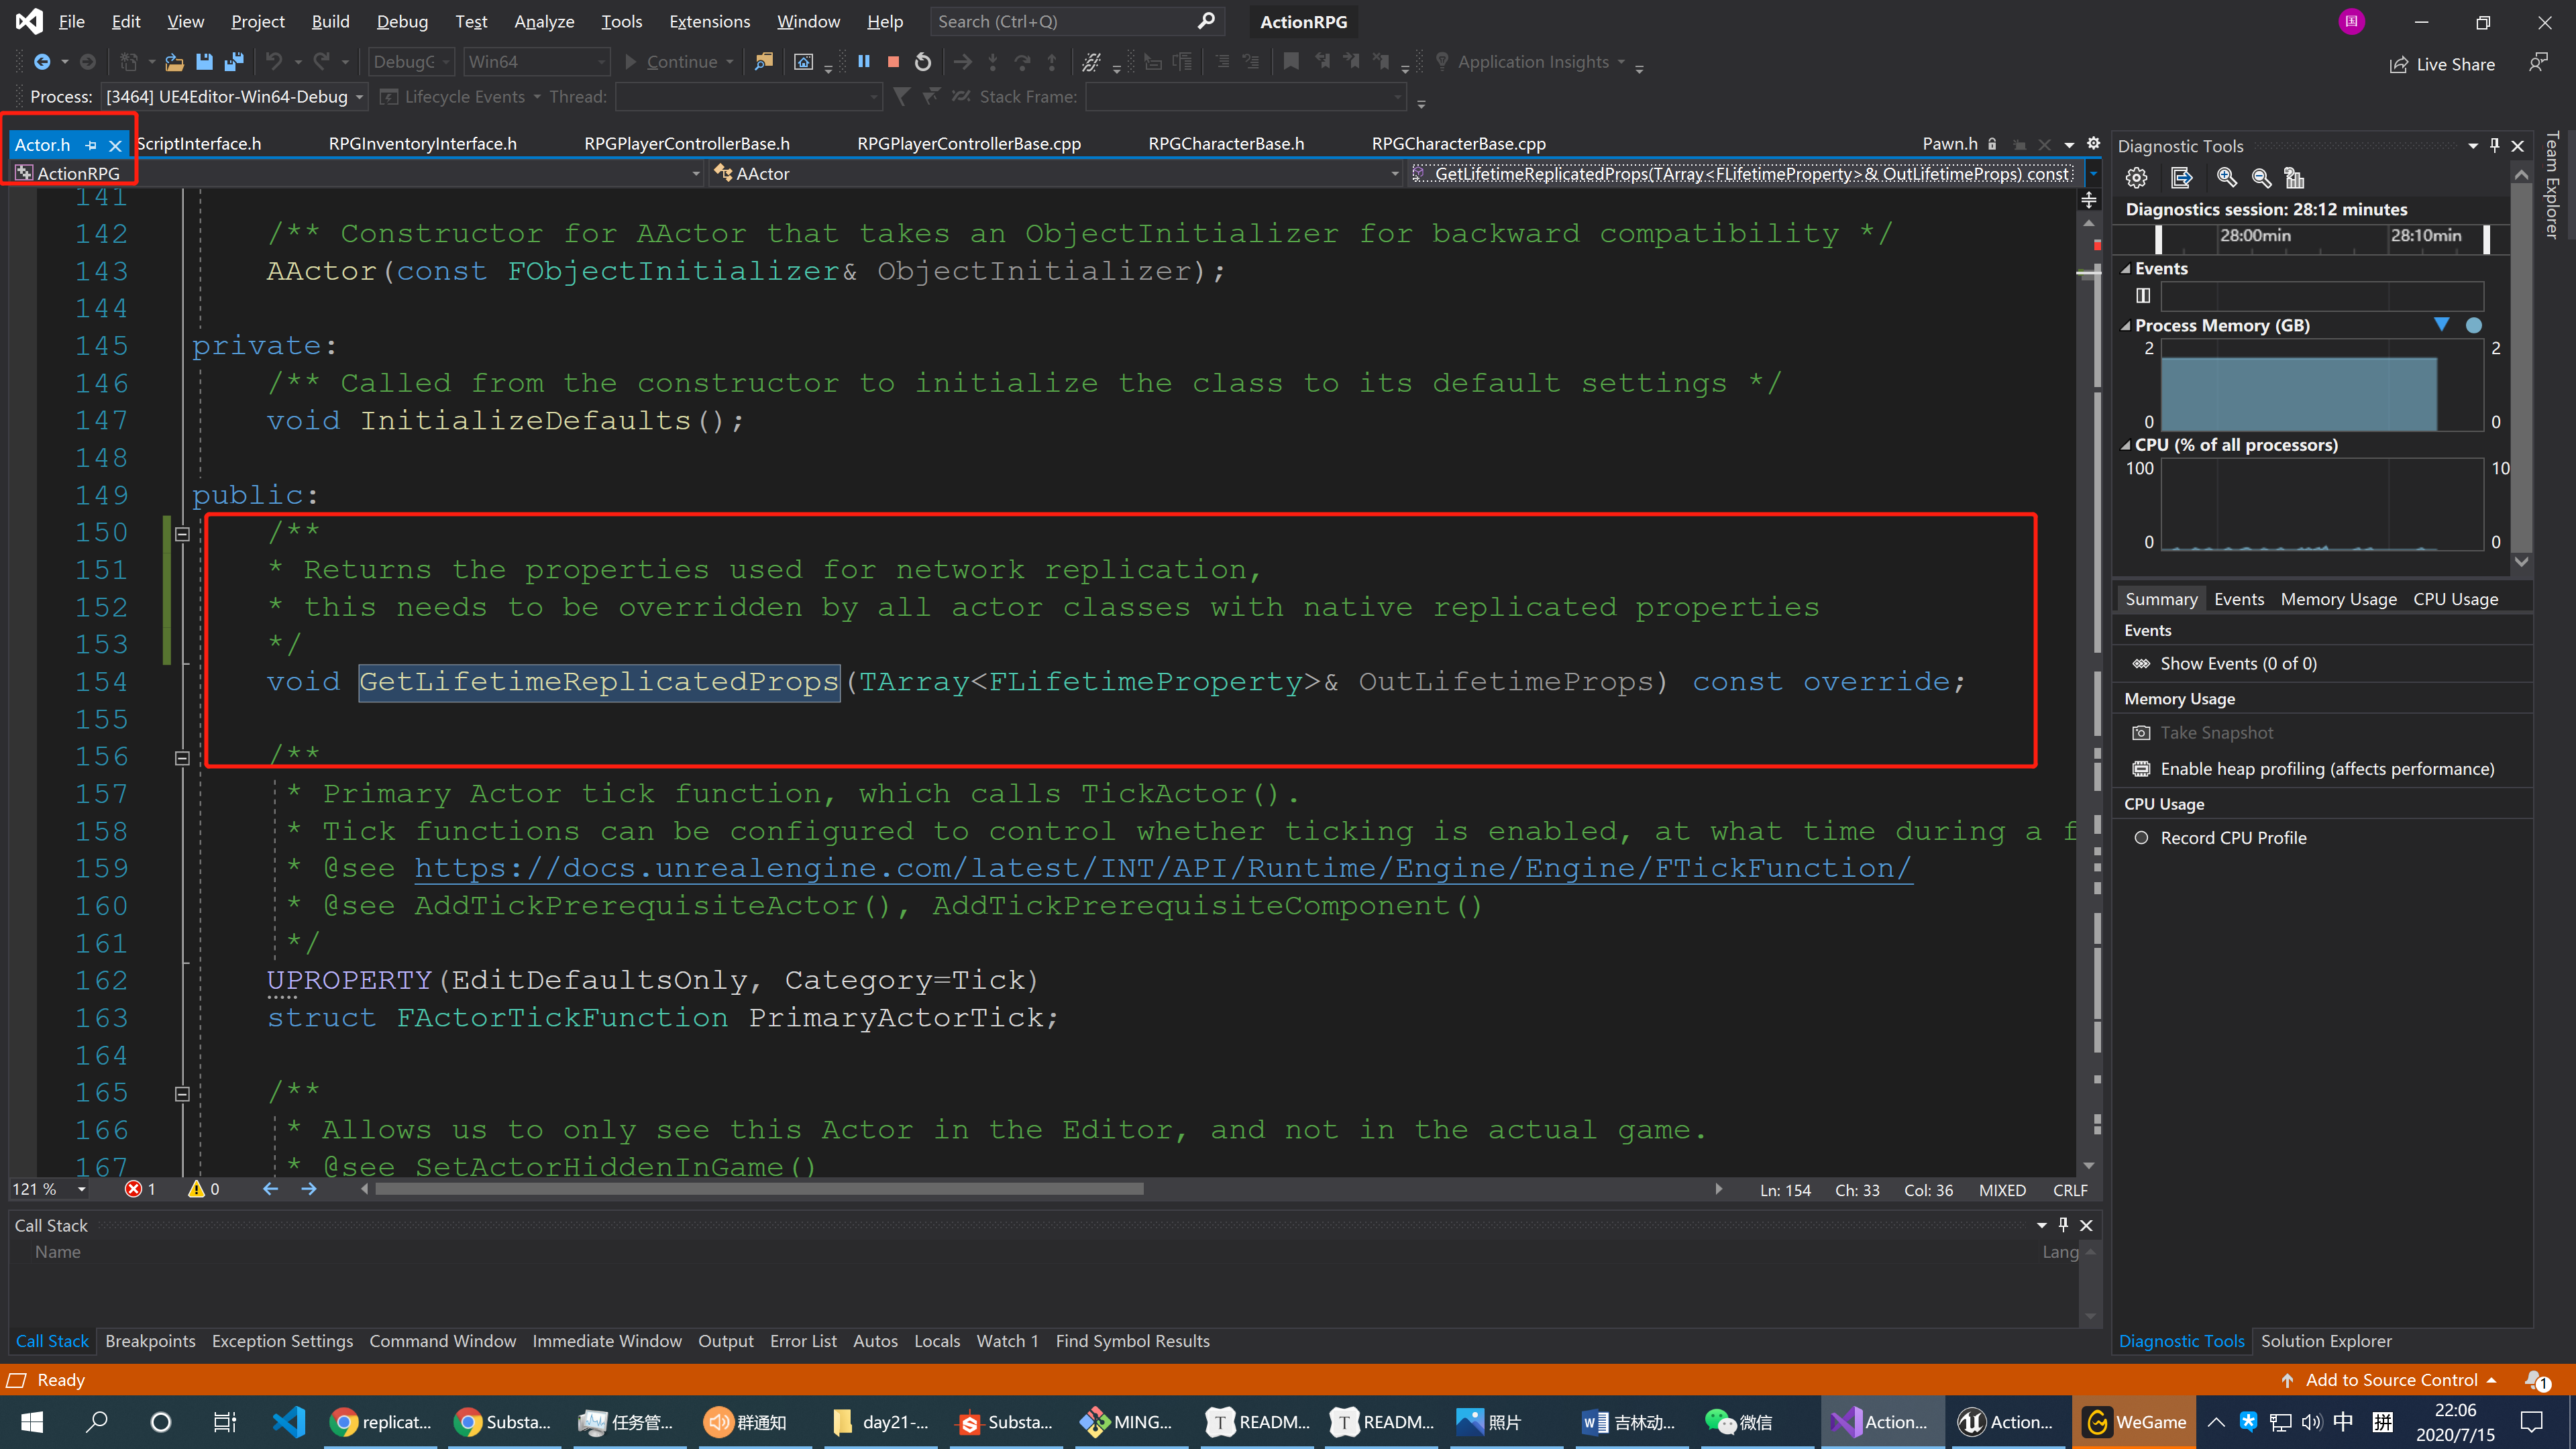 File Edit View Project Build Debug Test Analyze Tools Extensions Window Help Search (Ctrl+Q) ActionRPG 国
DebugG Win64 Continue Application Insights Live Share
Process: [3464] UE4Editor-Win64-Debug Lifecycle Events Thread: Stack Frame:
Actor.h ScriptInterface.h RPGInventoryInterface.h RPGPlayerControllerBase.h RPGPlayerControllerBase.cpp RPGCharacterBase.h RPGCharacterBase.cpp Pawn.h
ActionRPG AActor GetLifetimeReplicatedProps(TArray<FLifetimeProperty>& OutLifetimeProps) const
141
142 /** Constructor for AActor that takes an ObjectInitializer for backward compatibility */
143 AActor(const FObjectInitializer& ObjectInitializer);
144
145 private:
146 /** Called from the constructor to initialize the class to its default settings */
147 void InitializeDefaults();
148
149 public:
150 /**
151 * Returns the properties used for network replication,
152 * this needs to be overridden by all actor classes with native replicated properties
153 */
154 void GetLifetimeReplicatedProps(TArray<FLifetimeProperty>& OutLifetimeProps) const override;
155
156 /**
157 * Primary Actor tick function, which calls TickActor().
158 * Tick functions can be configured to control whether ticking is enabled, at what time during a f
159 * @see https://docs.unrealengine.com/latest/INT/API/Runtime/Engine/Engine/FTickFunction/
160 * @see AddTickPrerequisiteActor(), AddTickPrerequisiteComponent()
161 */
162 UPROPERTY(EditDefaultsOnly, Category=Tick)
163 struct FActorTickFunction PrimaryActorTick;
164
165 /**
166 * Allows us to only see this Actor in the Editor, and not in the actual game.
167 * @see SetActorHiddenInGame()
121 % 1 0 Ln: 154 Ch: 33 Col: 36 MIXED CRLF
Call Stack
Name Lang
Call Stack Breakpoints Exception Settings Command Window Immediate Window Output Error List Autos Locals Watch 1 Find Symbol Results
Diagnostic Tools
Diagnostics session: 28:12 minutes
28:00min 28:10min
Events
Process Memory (GB)
2 2
0 0
CPU (% of all processors)
100 10
0 0
Summary Events Memory Usage CPU Usage
Events
Show Events (0 of 0)
Memory Usage
Take Snapshot
Enable heap profiling (affects performance)
CPU Usage
Record CPU Profile
Diagnostic Tools Solution Explorer
Team Explorer
Ready Add to Source Control 1
replicat... Substa... 任务管... 群通知 day21-... Substa... MING... READM... READM... 照片 吉林动... 微信 Action... Action... WeGame 中 拼 22:06
2020/7/15